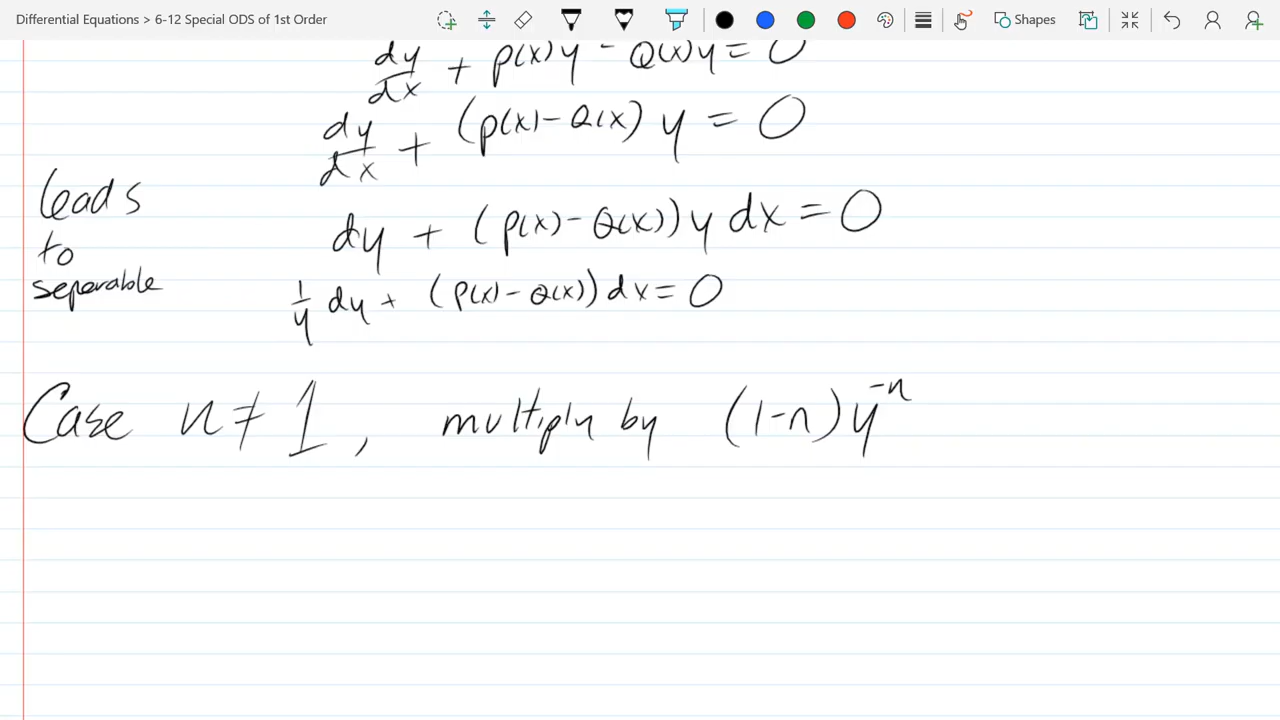 Differential Equations > 6-12 Special ODS of 1st Order
Shapes
dy/dx + p(x)y - Q(x)y = 0
dy/dx + (p(x) - Q(x)) y = 0
leads
to
separable
dy + (p(x) - Q(x)) y dx = 0
1/y dy + (p(x) - Q(x)) dx = 0
Case n ≠ 1, multiply by (1-n)y^-n